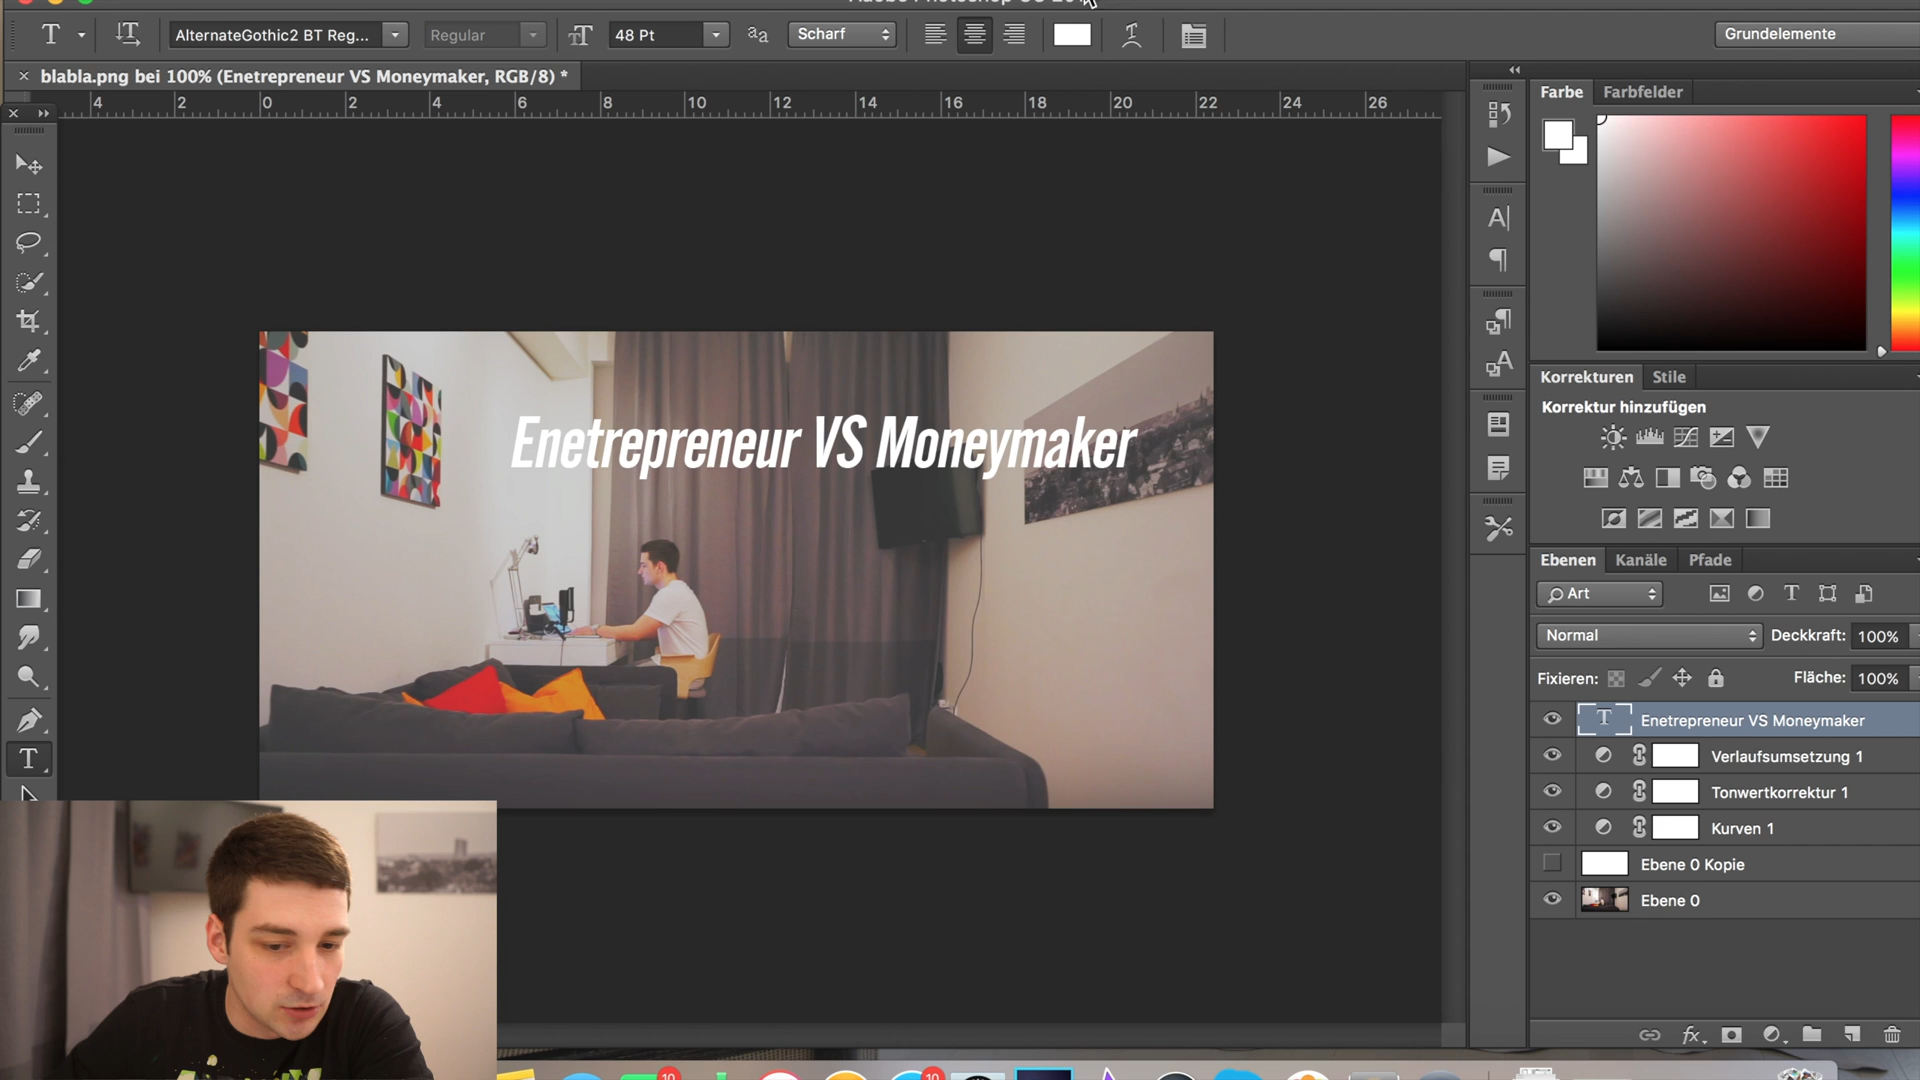 AlternateGothic2 BT Reg...
Regular
48 Pt
Scharf
Grundelemente
blabla.png bei 100% (Enetrepreneur VS Moneymaker, RGB/8) *
4 2 0 2 4 6 8 10 12 14 16 18 20 22 24 26
Farbe Farbfelder
Enetrepreneur VS Moneymaker
Korrekturen Stile
Korrektur hinzufügen
Ebenen Kanäle Pfade
Art
Normal Deckkraft: 100%
Fixieren: Fläche: 100%
Enetrepreneur VS Moneymaker
Verlaufsumsetzung 1
Tonwertkorrektur 1
Kurven 1
Ebene 0 Kopie
Ebene 0
fx
10
10